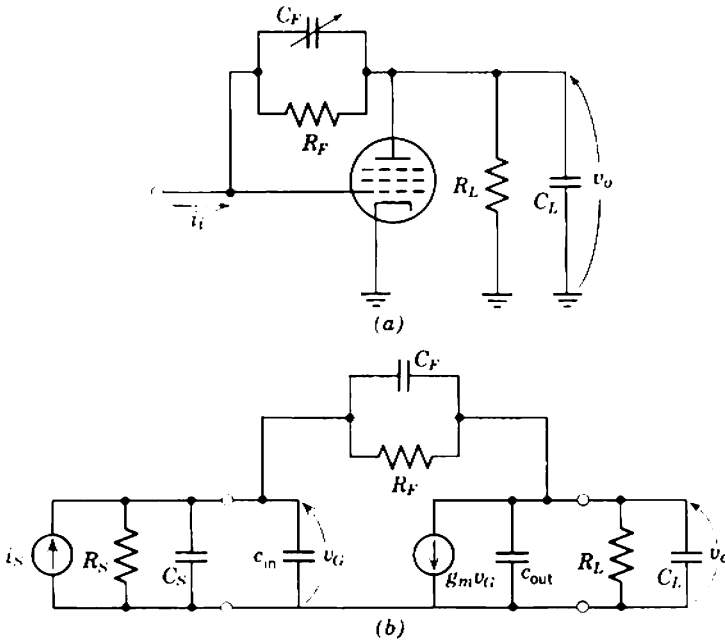 C_F
R_F
R_L
C_L
v_o
i_i
(a)
C_F
R_F
i_S
R_S
C_S
c_in
v_G
g_m v_G
c_out
R_L
C_L
v_o
(b)